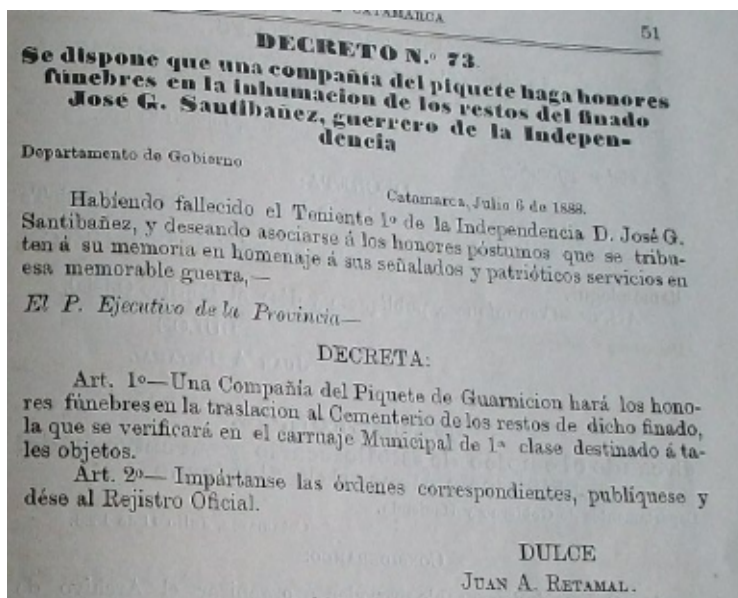 CATAMARCA
51
DECRETO N.º 73.
Se dispone que una compañía del piquete haga honores
fúnebres en la inhumacion de los restos del finado
José G. Santibañez, guerrero de la Indepen-
dencia
Departamento de Gobierno
Catamarca, Julio 6 de 1888.
Habíendo fallecido el Teniente 1º de la Independencia D. José G.
Santibañez, y deseando asociarse á los honores póstumos que se tribu-
ten á su memoria en homenaje á sus señalados y patrióticos servicios en
esa memorable guerra,—
El P. Ejecutivo de la Provincia—
DECRETA:
Art. 1º—Una Compañía del Piquete de Guarnicion hará los hono-
res fúnebres en la traslacion al Cementerio de los restos de dicho finado,
la que se verificará en el carruaje Municipal de 1ª clase destinado á ta-
les objetos.
Art. 2º— Impártanse las órdenes correspondientes, publíquese y
dése al Rejistro Oficial.
DULCE
JUAN A. RETAMAL.